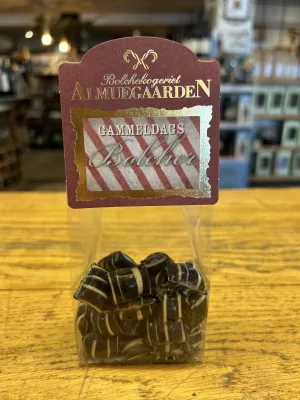 Bolchekogeriet
ALMUEGAARDEN
GAMMELDAGS
Bolcher